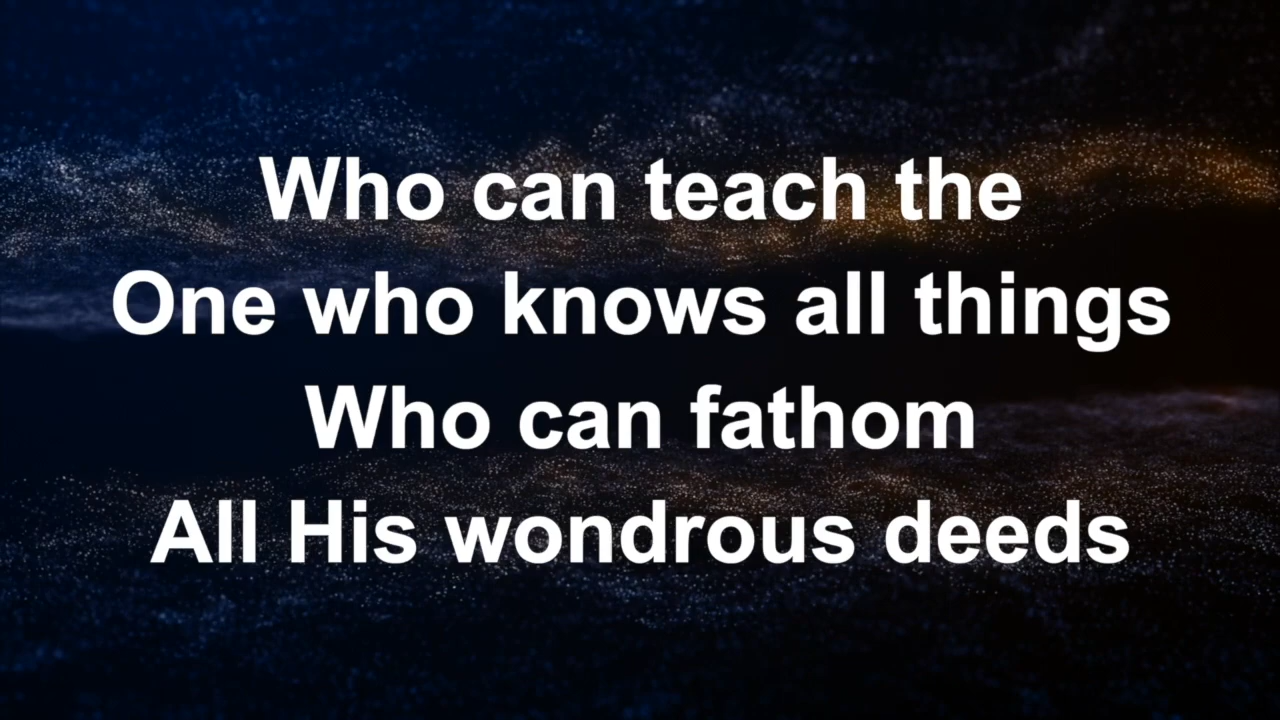 Who can teach the
One who knows all things
Who can fathom
All His wondrous deeds